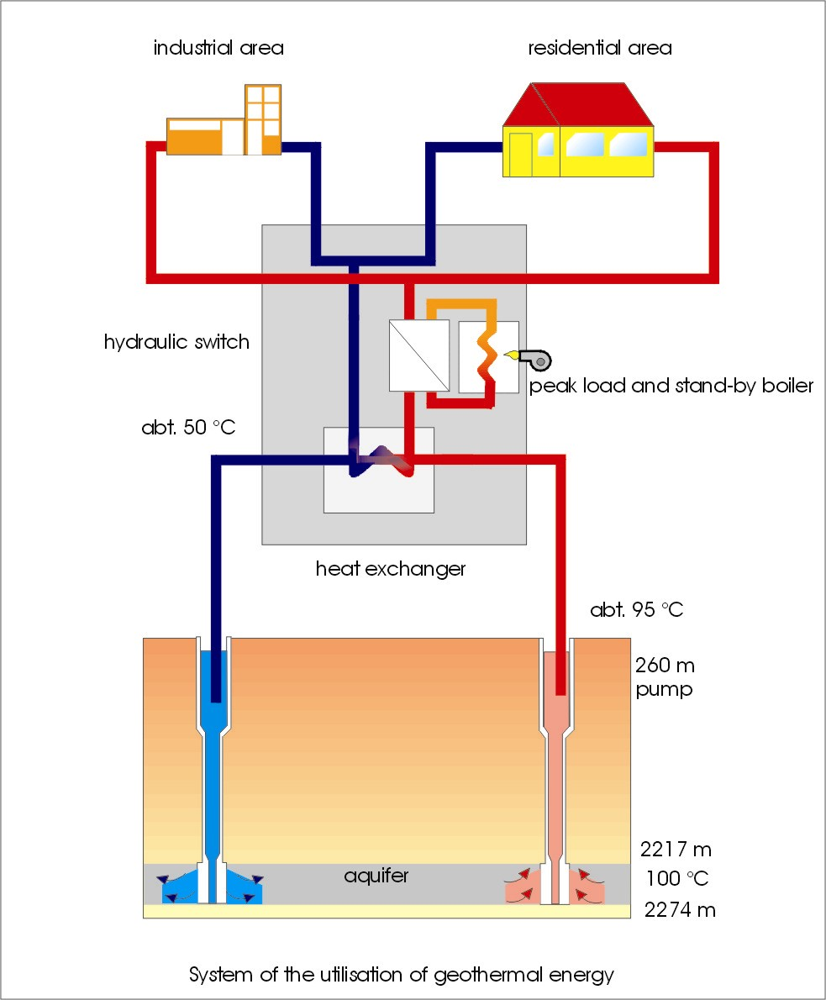 industrial area
residential area
hydraulic switch
peak load and stand-by boiler
abt. 50 °C
heat exchanger
abt. 95 °C
260 m
pump
2217 m
aquifer
100 °C
2274 m
System of the utilisation of geothermal energy